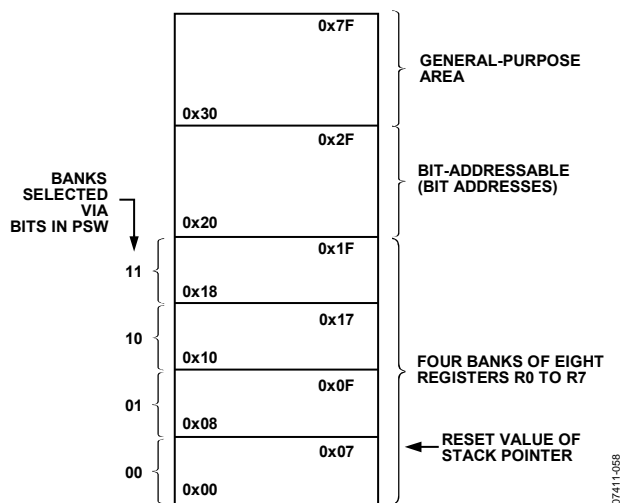 0x7F
GENERAL-PURPOSE
AREA
0x30
0x2F
BIT-ADDRESSABLE
(BIT ADDRESSES)
BANKS
SELECTED
VIA
BITS IN PSW
0x20
0x1F
11
0x18
0x17
10
0x10
FOUR BANKS OF EIGHT
REGISTERS R0 TO R7
0x0F
01
0x08
0x07
RESET VALUE OF
STACK POINTER
00
0x00
07411-058